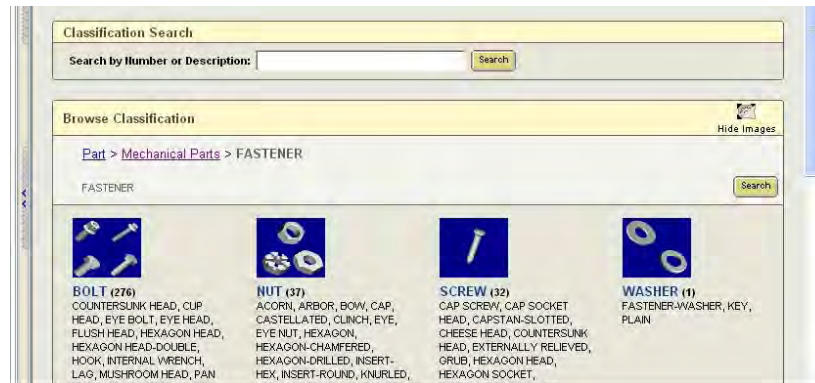 Classification Search
Search by Number or Description:
Search
Browse Classification
Hide Images
Part > Mechanical Parts > FASTENER
FASTENER
Search
BOLT (276)
COUNTERSUNK HEAD, CUP
HEAD, EYE BOLT, EYE HEAD,
FLUSH HEAD, HEXAGON HEAD,
HEXAGON HEAD-DOUBLE,
HOOK, INTERNAL WRENCH,
LAG, MUSHROOM HEAD, PAN
NUT (37)
ACORN, ARBOR, BOW, CAP,
CASTELLATED, CLINCH, EYE,
EYE NUT, HEXAGON,
HEXAGON-CHAMFERED,
HEXAGON-DRILLED, INSERT-
HEX, INSERT-ROUND, KNURLED,
SCREW (32)
CAP SCREW, CAP SOCKET
HEAD, CAPSTAN-SLOTTED,
CHEESE HEAD, COUNTERSUNK
HEAD, EXTERNALLY RELIEVED,
GRUB, HEXAGON HEAD,
HEXAGON SOCKET,
WASHER (1)
FASTENER-WASHER, KEY,
PLAIN